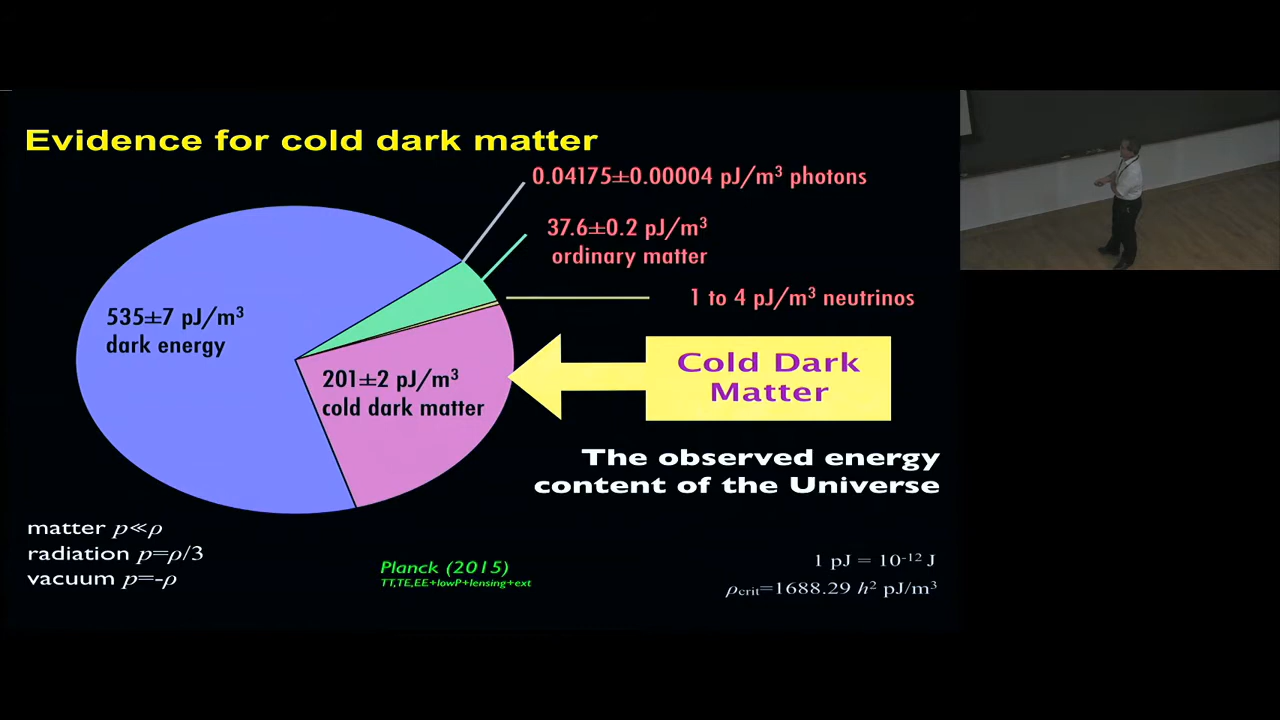 Evidence for cold dark matter
0.04175±0.00004 pJ/m³ photons
37.6±0.2 pJ/m³
ordinary matter
1 to 4 pJ/m³ neutrinos
535±7 pJ/m³
dark energy
201±2 pJ/m³
cold dark matter
Cold Dark
Matter
The observed energy
content of the Universe
matter p≪ρ
radiation p=ρ/3
vacuum p=-ρ
Planck (2015)
TT,TE,EE+lowP+lensing+ext
1 pJ = 10⁻¹² J
ρcrit=1688.29 h² pJ/m³